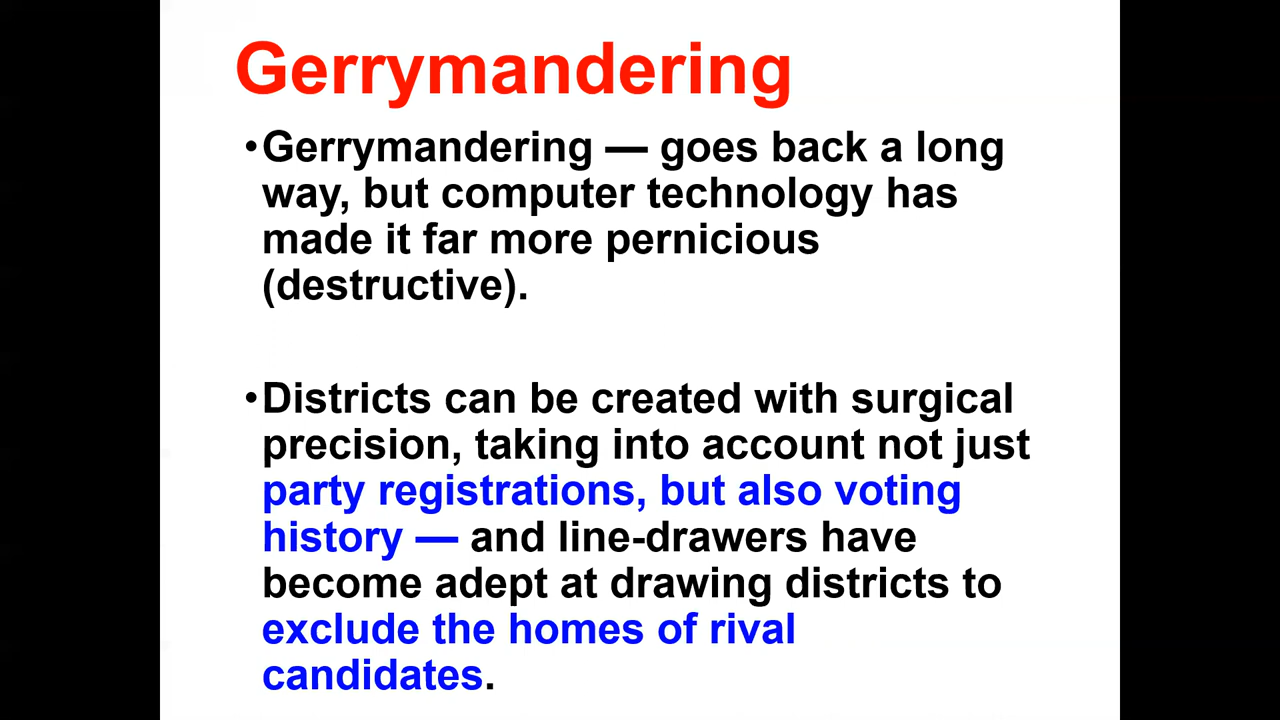 Gerrymandering
•Gerrymandering — goes back a long
way, but computer technology has
made it far more pernicious
(destructive).
•Districts can be created with surgical
precision, taking into account not just
party registrations, but also voting
history — and line-drawers have
become adept at drawing districts to
exclude the homes of rival
candidates.